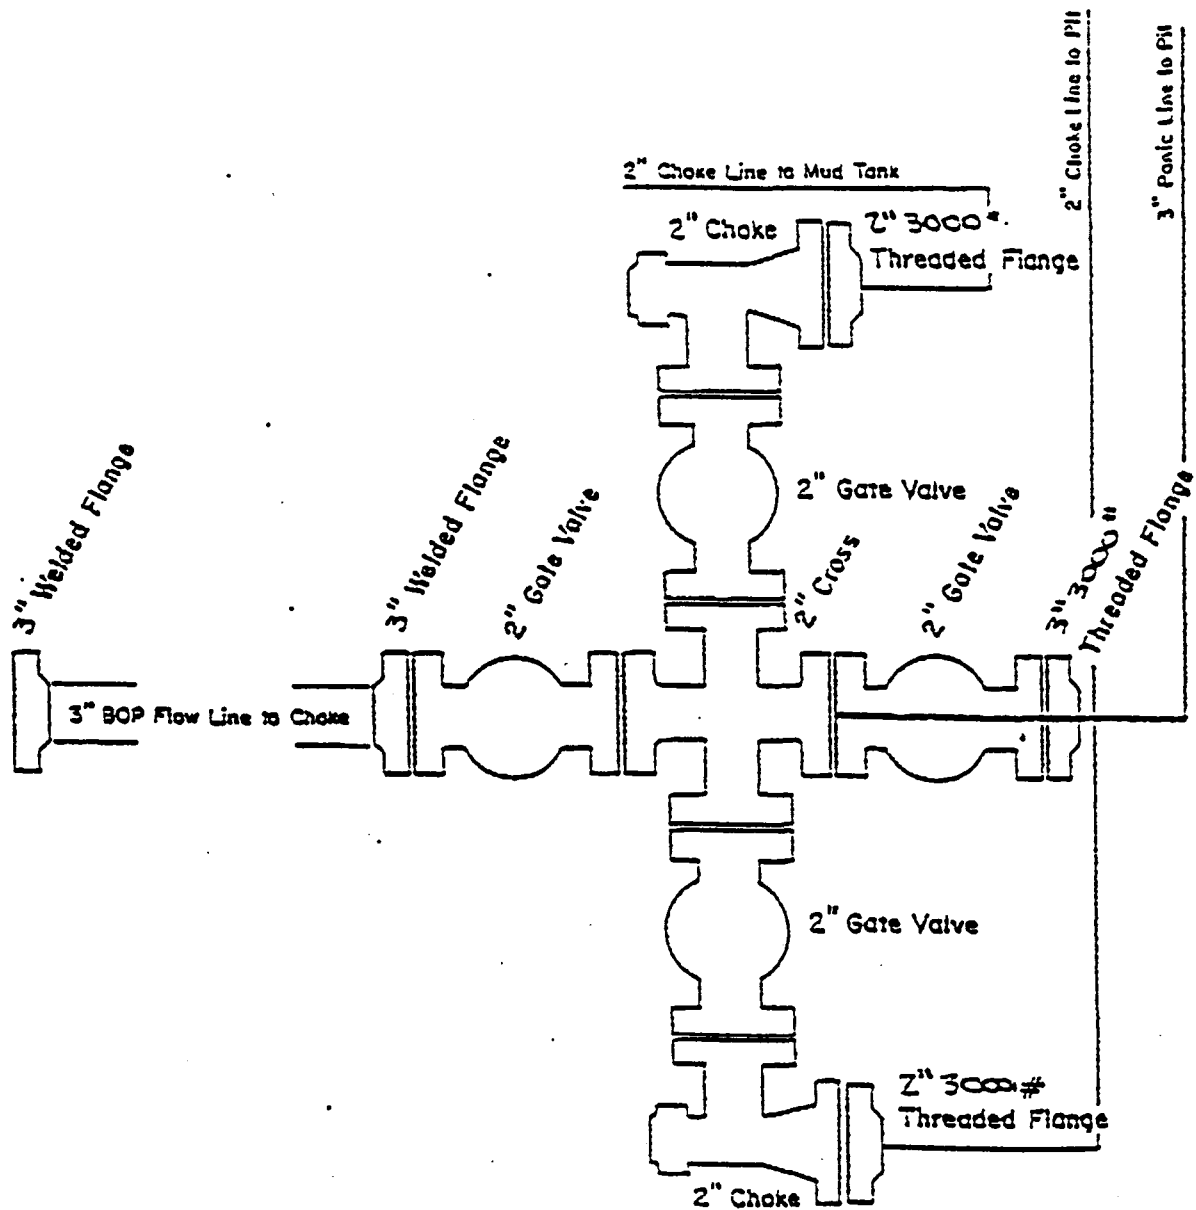 2" Choke Line to Pit
3" Panic Line to Pit
2" Choke Line to Mud Tank
2" Choke
2" 3000#
Threaded Flange
2" Gate Valve
3" Welded Flange
3" Welded Flange
2" Gate Valve
2" Cross
2" Gate Valve
3" 3000#
Threaded Flange
3" BOP Flow Line to Choke
2" Gate Valve
2" 3000#
Threaded Flange
2" Choke